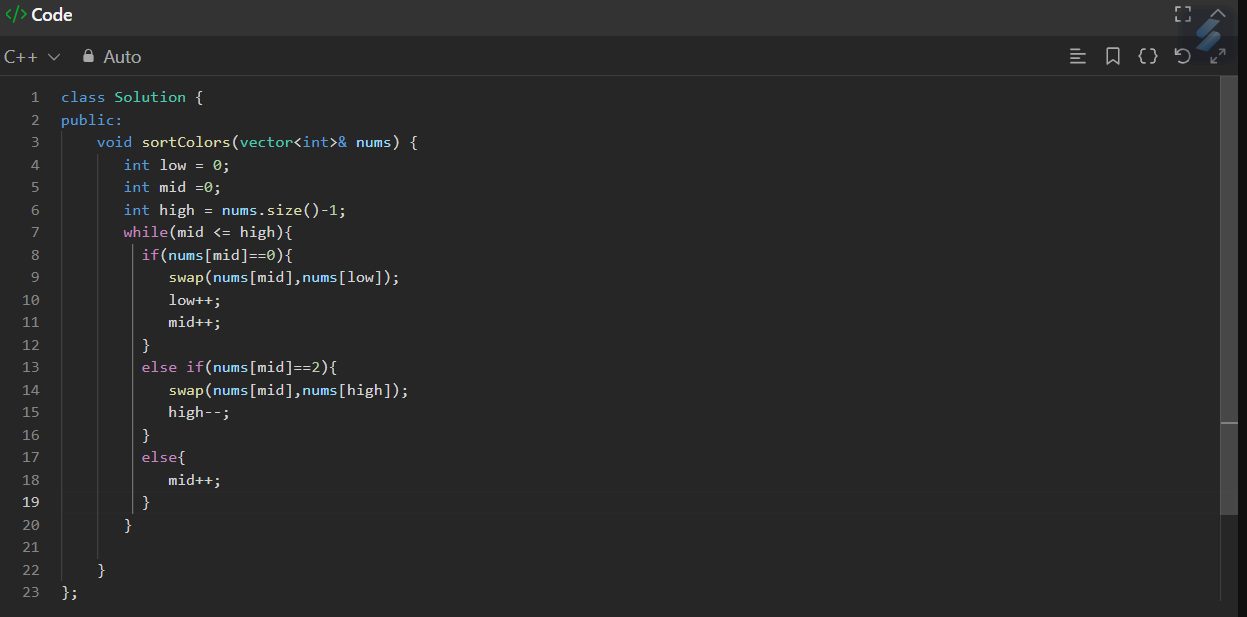 </> Code
C++ Auto
1 class Solution {
2 public:
3     void sortColors(vector<int>& nums) {
4        int low = 0;
5        int mid =0;
6        int high = nums.size()-1;
7        while(mid <= high){
8          if(nums[mid]==0){
9             swap(nums[mid],nums[low]);
10             low++;
11             mid++;
12          }
13          else if(nums[mid]==2){
14             swap(nums[mid],nums[high]);
15             high--;
16          }
17          else{
18             mid++;
19          }
20        }
21
22     }
23 };